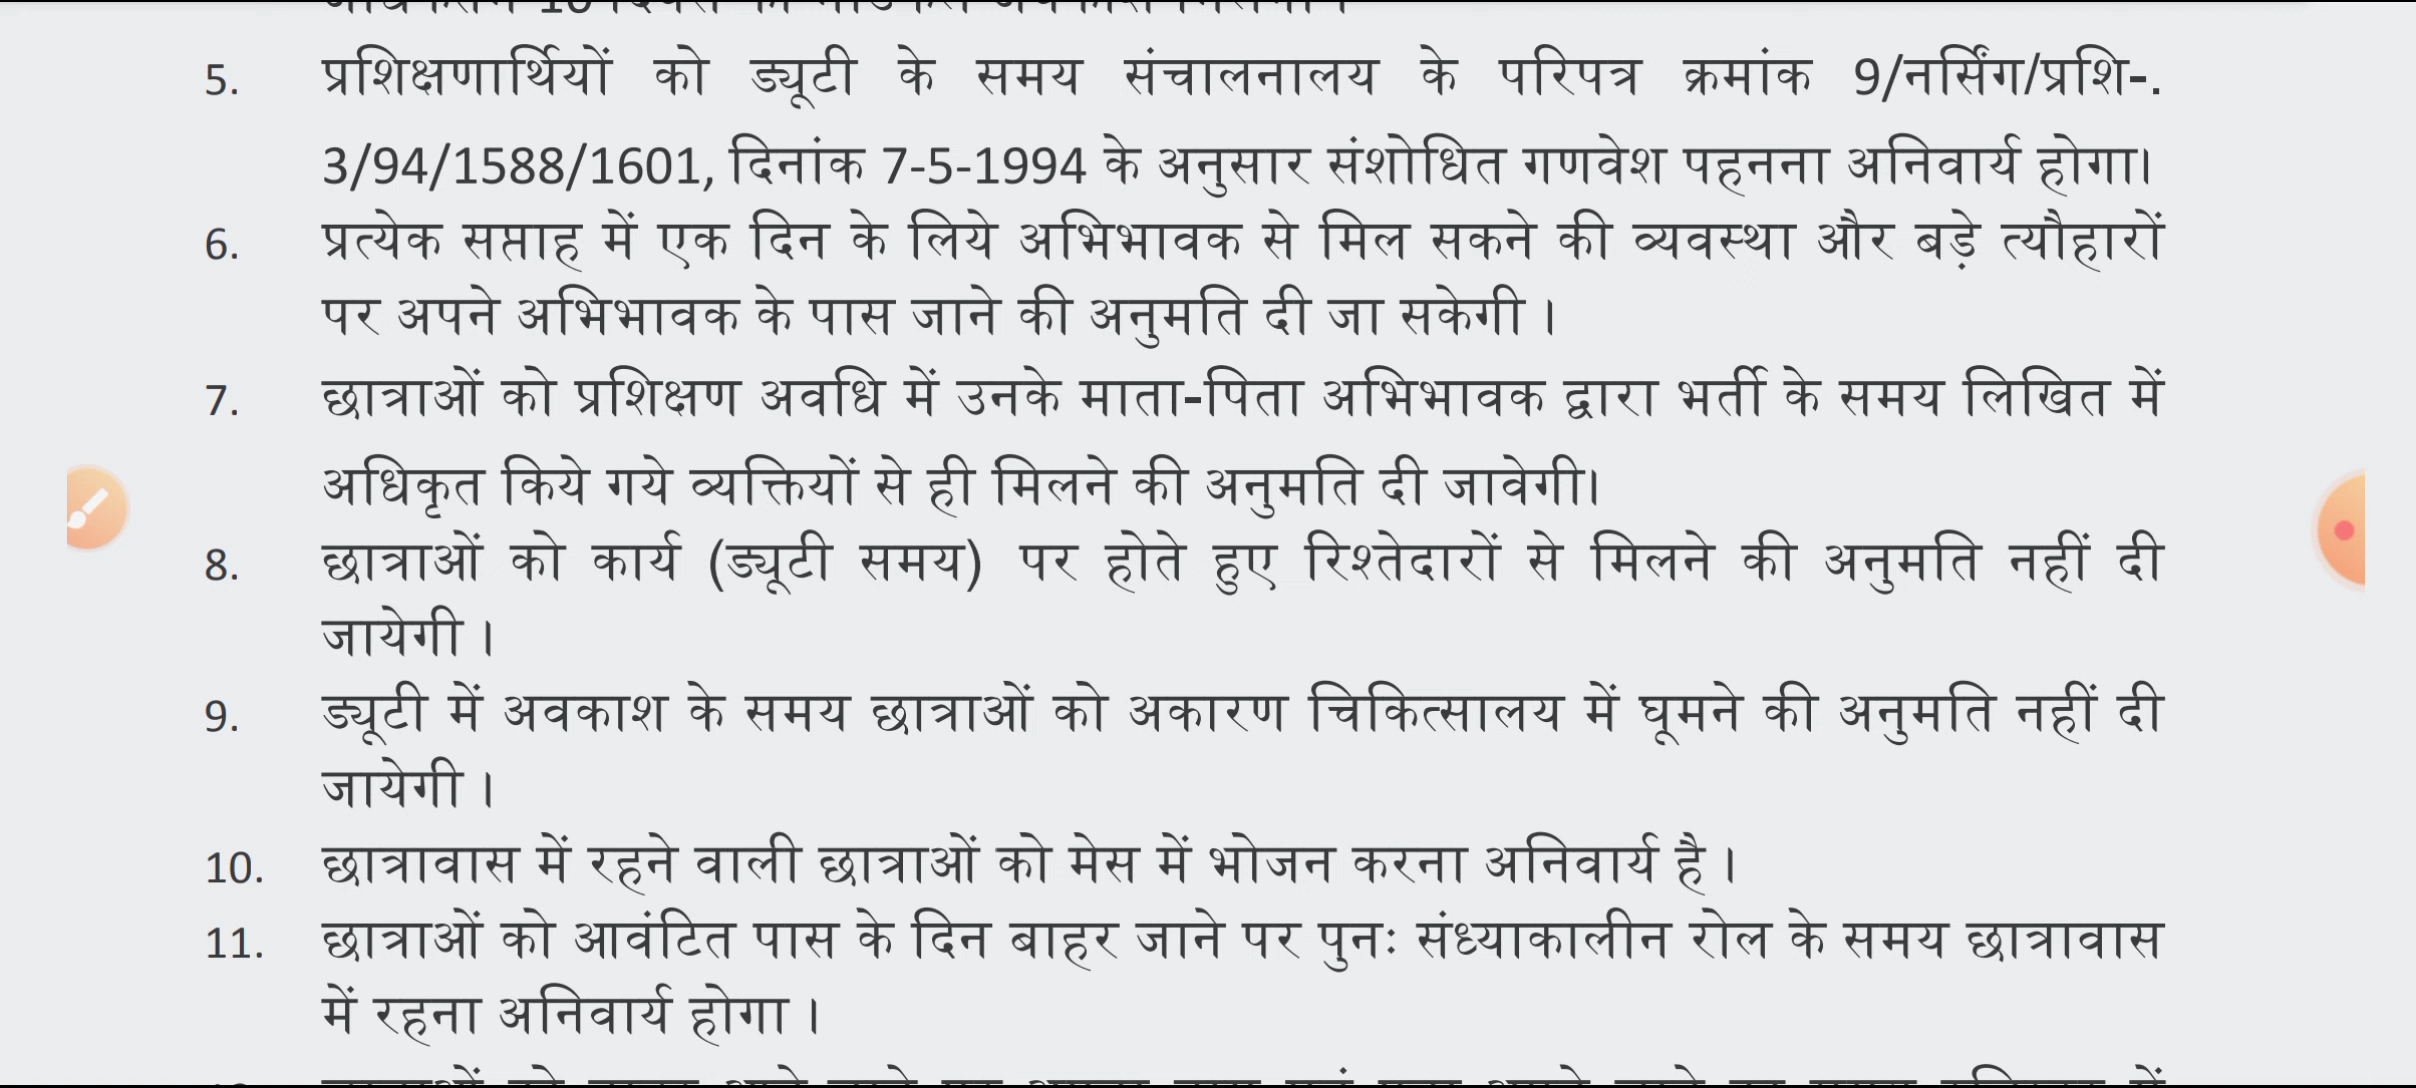 5. प्रशिक्षणार्थियों को ड्यूटी के समय संचालनालय के परिपत्र क्रमांक 9/नर्सिंग/प्रशि-.
3/94/1588/1601, दिनांक 7-5-1994 के अनुसार संशोधित गणवेश पहनना अनिवार्य होगा।
6. प्रत्येक सप्ताह में एक दिन के लिये अभिभावक से मिल सकने की व्यवस्था और बड़े त्यौहारों
पर अपने अभिभावक के पास जाने की अनुमति दी जा सकेगी ।
7. छात्राओं को प्रशिक्षण अवधि में उनके माता-पिता अभिभावक द्वारा भर्ती के समय लिखित में
अधिकृत किये गये व्यक्तियों से ही मिलने की अनुमति दी जावेगी।
8. छात्राओं को कार्य (ड्यूटी समय) पर होते हुए रिश्तेदारों से मिलने की अनुमति नहीं दी
जायेगी ।
9. ड्यूटी में अवकाश के समय छात्राओं को अकारण चिकित्सालय में घूमने की अनुमति नहीं दी
जायेगी ।
10. छात्रावास में रहने वाली छात्राओं को मेस में भोजन करना अनिवार्य है ।
11. छात्राओं को आवंटित पास के दिन बाहर जाने पर पुनः संध्याकालीन रोल के समय छात्रावास
में रहना अनिवार्य होगा ।